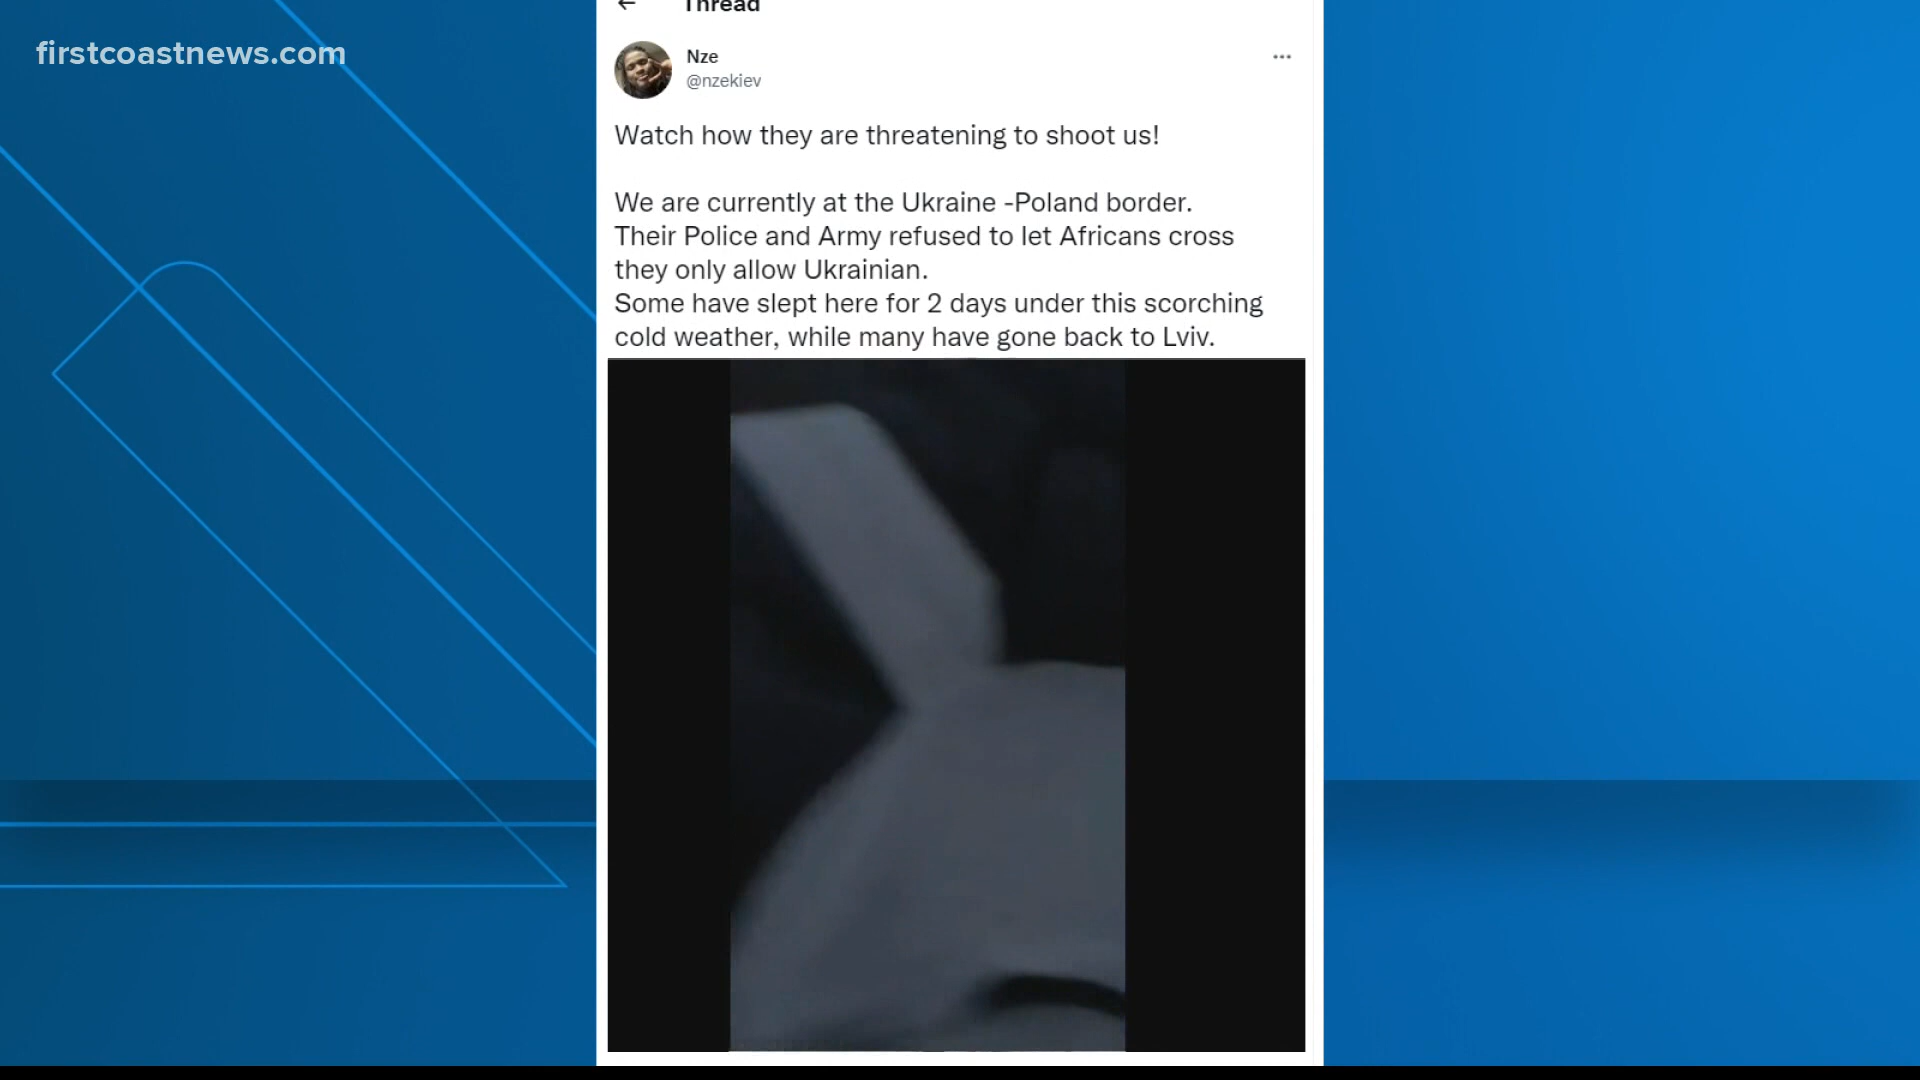 Thread
firstcoastnews.com
Nze
@nzekiev
Watch how they are threatening to shoot us!
We are currently at the Ukraine -Poland border.
Their Police and Army refused to let Africans cross
they only allow Ukrainian.
Some have slept here for 2 days under this scorching
cold weather, while many have gone back to Lviv.